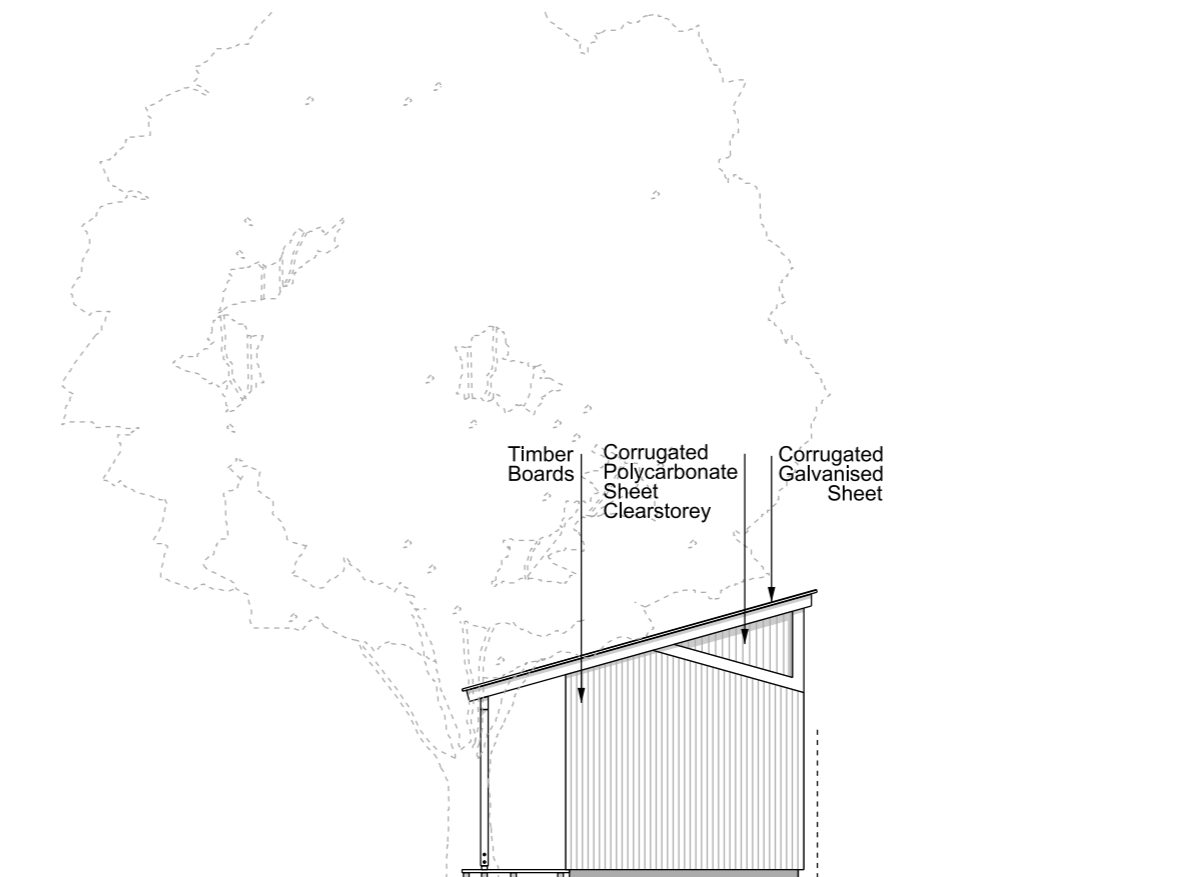 Timber
Boards
Corrugated
Polycarbonate
Sheet
Clearstorey
Corrugated
Galvanised
Sheet